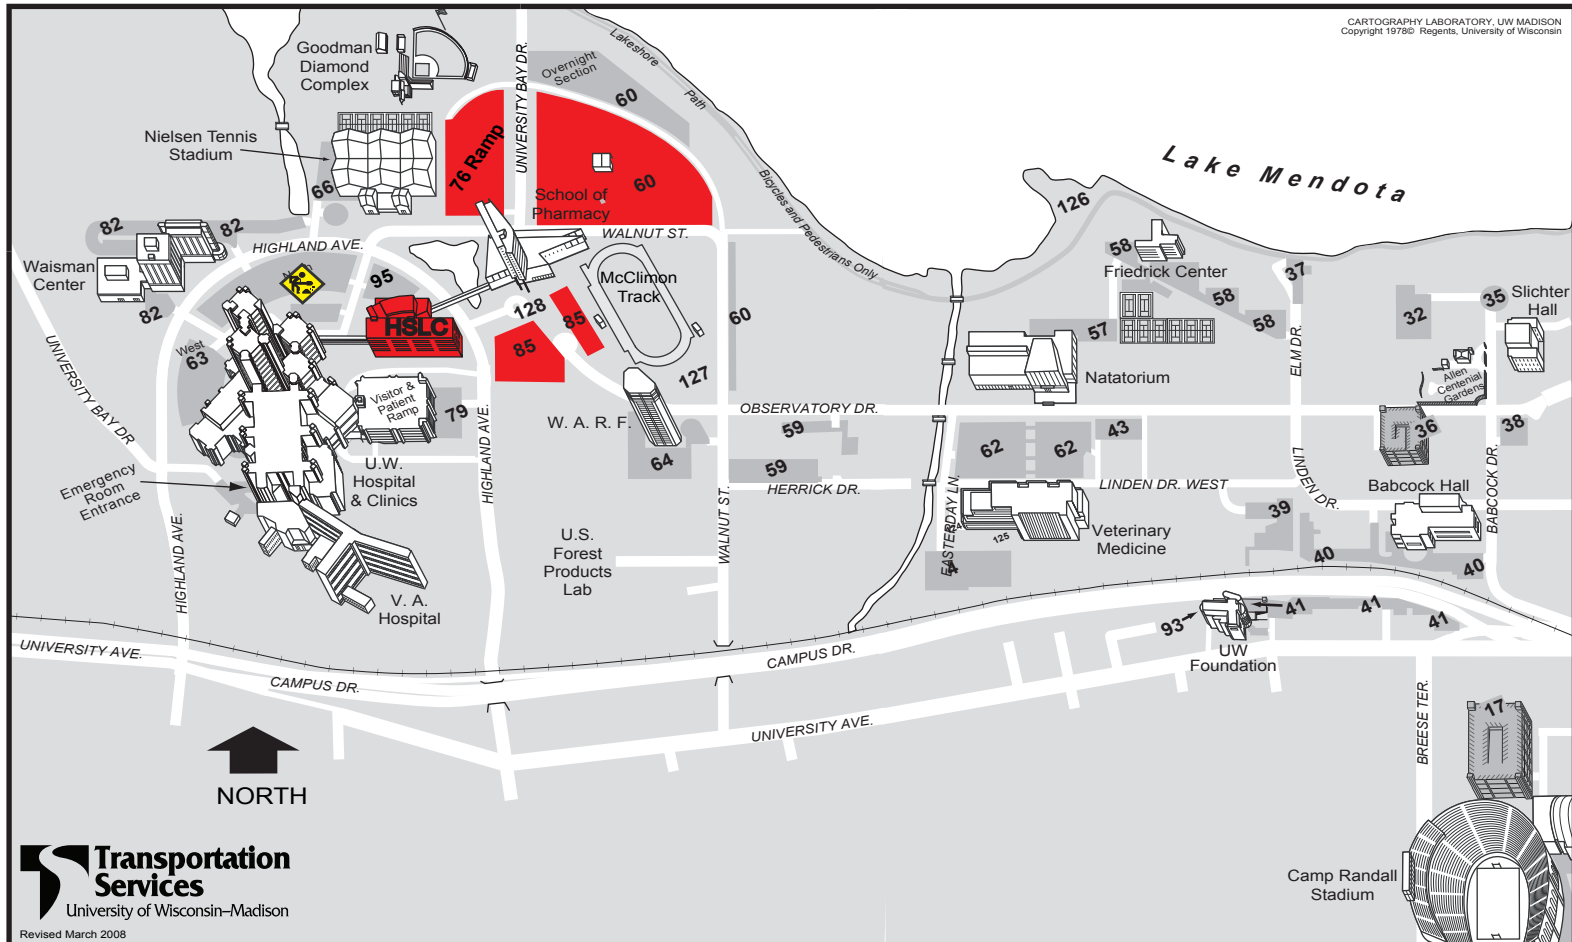 CARTOGRAPHY LABORATORY, UW MADISON
Copyright 1978© Regents, University of Wisconsin
Goodman
Diamond
Complex
UNIVERSITY BAY DR.
Lakeshore
Path
Overnight
Section
60
Nielsen Tennis
Stadium
76 Ramp
60
School of
Pharmacy
Bicycles and Pedestrians Only
Lake Mendota
126
66
82
82
HIGHLAND AVE.
WALNUT ST.
Waisman
Center
82
95
McClimon
Track
128
85
85
60
HSLC
58
Friedrick Center
58
58
37
57
32
35
Slichter
Hall
ELM DR.
West
63
UNIVERSITY BAY DR
Visitor &
Patient
Ramp
79
127
Natatorium
Allen
Centenial
Gardens
OBSERVATORY DR.
W. A. R. F.
59
59
64
62
62
43
36
38
HIGHLAND AVE.
U.W.
Hospital
& Clinics
Emergency
Room
Entrance
HERRICK DR.
LINDEN DR. WEST
LINDEN DR.
Babcock Hall
BABCOCK DR.
EASTERDAY LN.
WALNUT ST.
125
Veterinary
Medicine
39
40
40
U.S.
Forest
Products
Lab
HIGHLAND AVE.
V. A.
Hospital
93
41
41
41
UW
Foundation
UNIVERSITY AVE.
CAMPUS DR.
CAMPUS DR.
UNIVERSITY AVE.
BREESE TER.
17
NORTH
Camp Randall
Stadium
Transportation
Services
University of Wisconsin–Madison
Revised March 2008